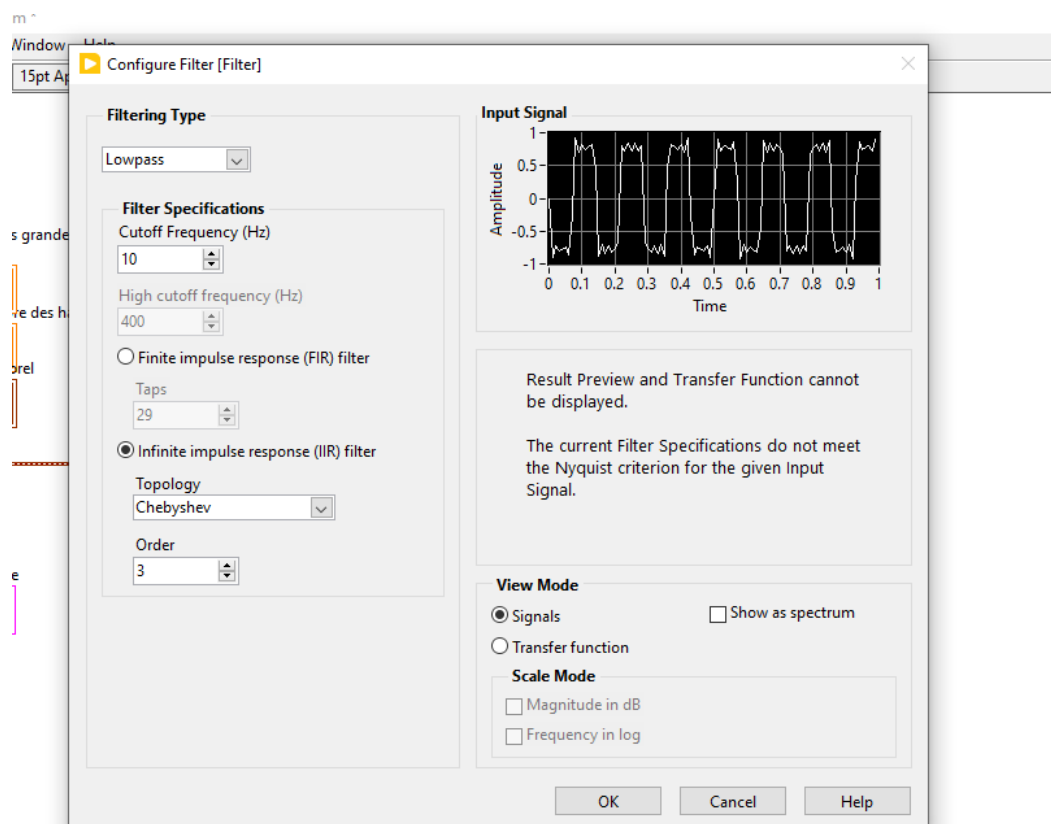 m *
Window Help
15pt Ap
s grande
re des ha
orel
e
Configure Filter [Filter]
Filtering Type
Lowpass
Filter Specifications
Cutoff Frequency (Hz)
10
High cutoff frequency (Hz)
400
Finite impulse response (FIR) filter
Taps
29
Infinite impulse response (IIR) filter
Topology
Chebyshev
Order
3
Input Signal
Amplitude
1
0.5
0
-0.5
-1
0 0.1 0.2 0.3 0.4 0.5 0.6 0.7 0.8 0.9 1
Time
Result Preview and Transfer Function cannot
be displayed.
The current Filter Specifications do not meet
the Nyquist criterion for the given Input
Signal.
View Mode
Signals
Show as spectrum
Transfer function
Scale Mode
Magnitude in dB
Frequency in log
OK Cancel Help